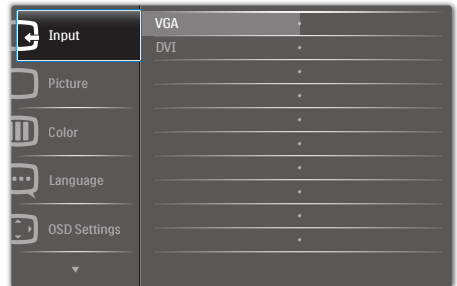 Input
Picture
Color
Language
OSD Settings
VGA
DVI